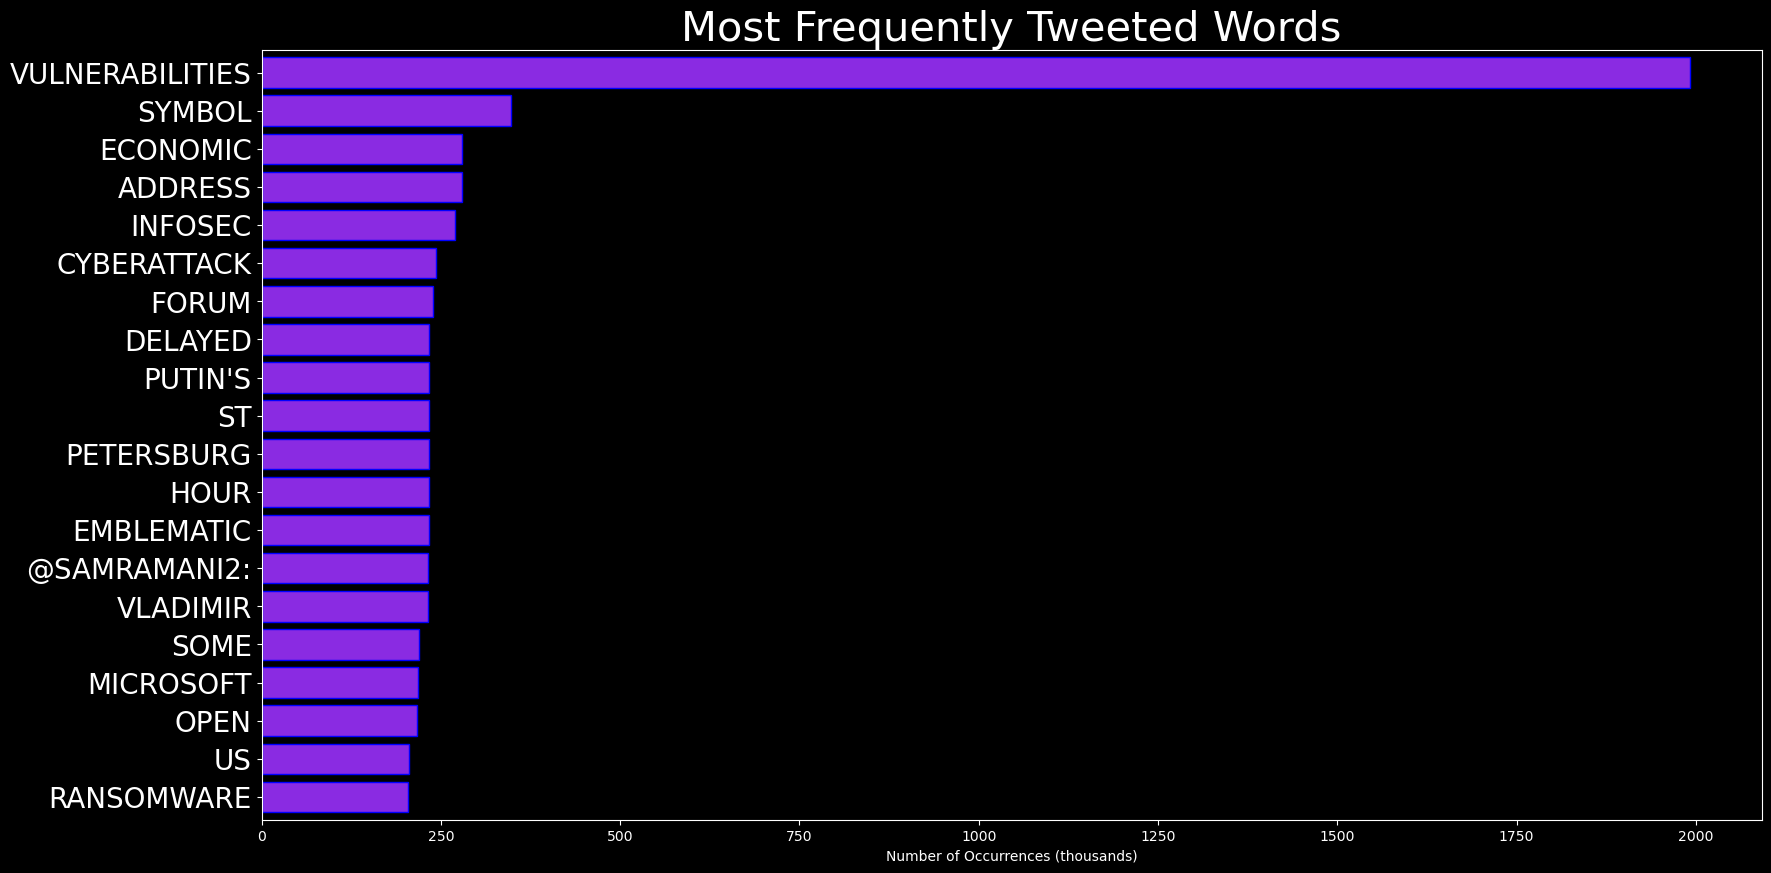 Most Frequently Tweeted Words
VULNERABILITIES
SYMBOL
ECONOMIC
ADDRESS
INFOSEC
CYBERATTACK
FORUM
DELAYED
PUTIN'S
ST
PETERSBURG
HOUR
EMBLEMATIC
@SAMRAMANI2:
VLADIMIR
SOME
MICROSOFT
OPEN
US
RANSOMWARE
0 250 500 750 1000 1250 1500 1750 2000
Number of Occurrences (thousands)